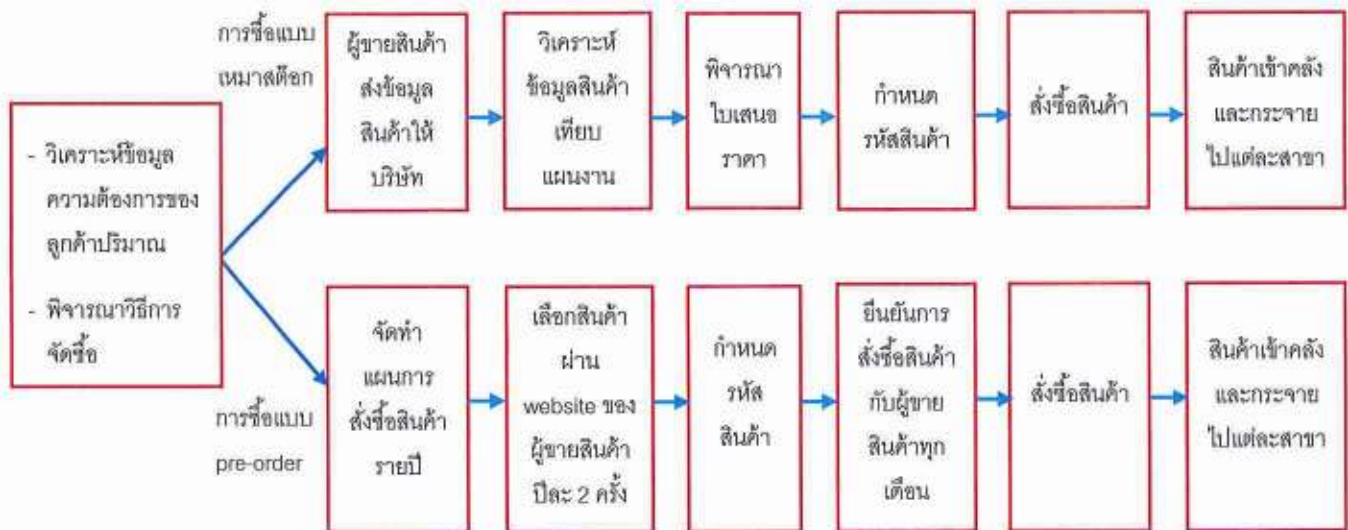 - วิเคราะห์ข้อมูล
ความต้องการของ
ลูกค้าปริมาณ
- พิจารณาวิธีการ
จัดซื้อ
การซื้อแบบ
เหมาสต๊อก
ผู้ขายสินค้า
ส่งข้อมูล
สินค้าให้
บริษัท
วิเคราะห์
ข้อมูลสินค้า
เทียบ
แผนงาน
พิจารณา
ใบเสนอ
ราคา
กำหนด
รหัสสินค้า
สั่งซื้อสินค้า
สินค้าเข้าคลัง
และกระจาย
ไปแต่ละสาขา
การซื้อแบบ
pre-order
จัดทำ
แผนการ
สั่งซื้อสินค้า
รายปี
เลือกสินค้า
ผ่าน
website ของ
ผู้ขายสินค้า
ปีละ 2 ครั้ง
กำหนด
รหัส
สินค้า
ยืนยันการ
สั่งซื้อสินค้า
กับผู้ขาย
สินค้าทุก
เดือน
สั่งซื้อสินค้า
สินค้าเข้าคลัง
และกระจาย
ไปแต่ละสาขา